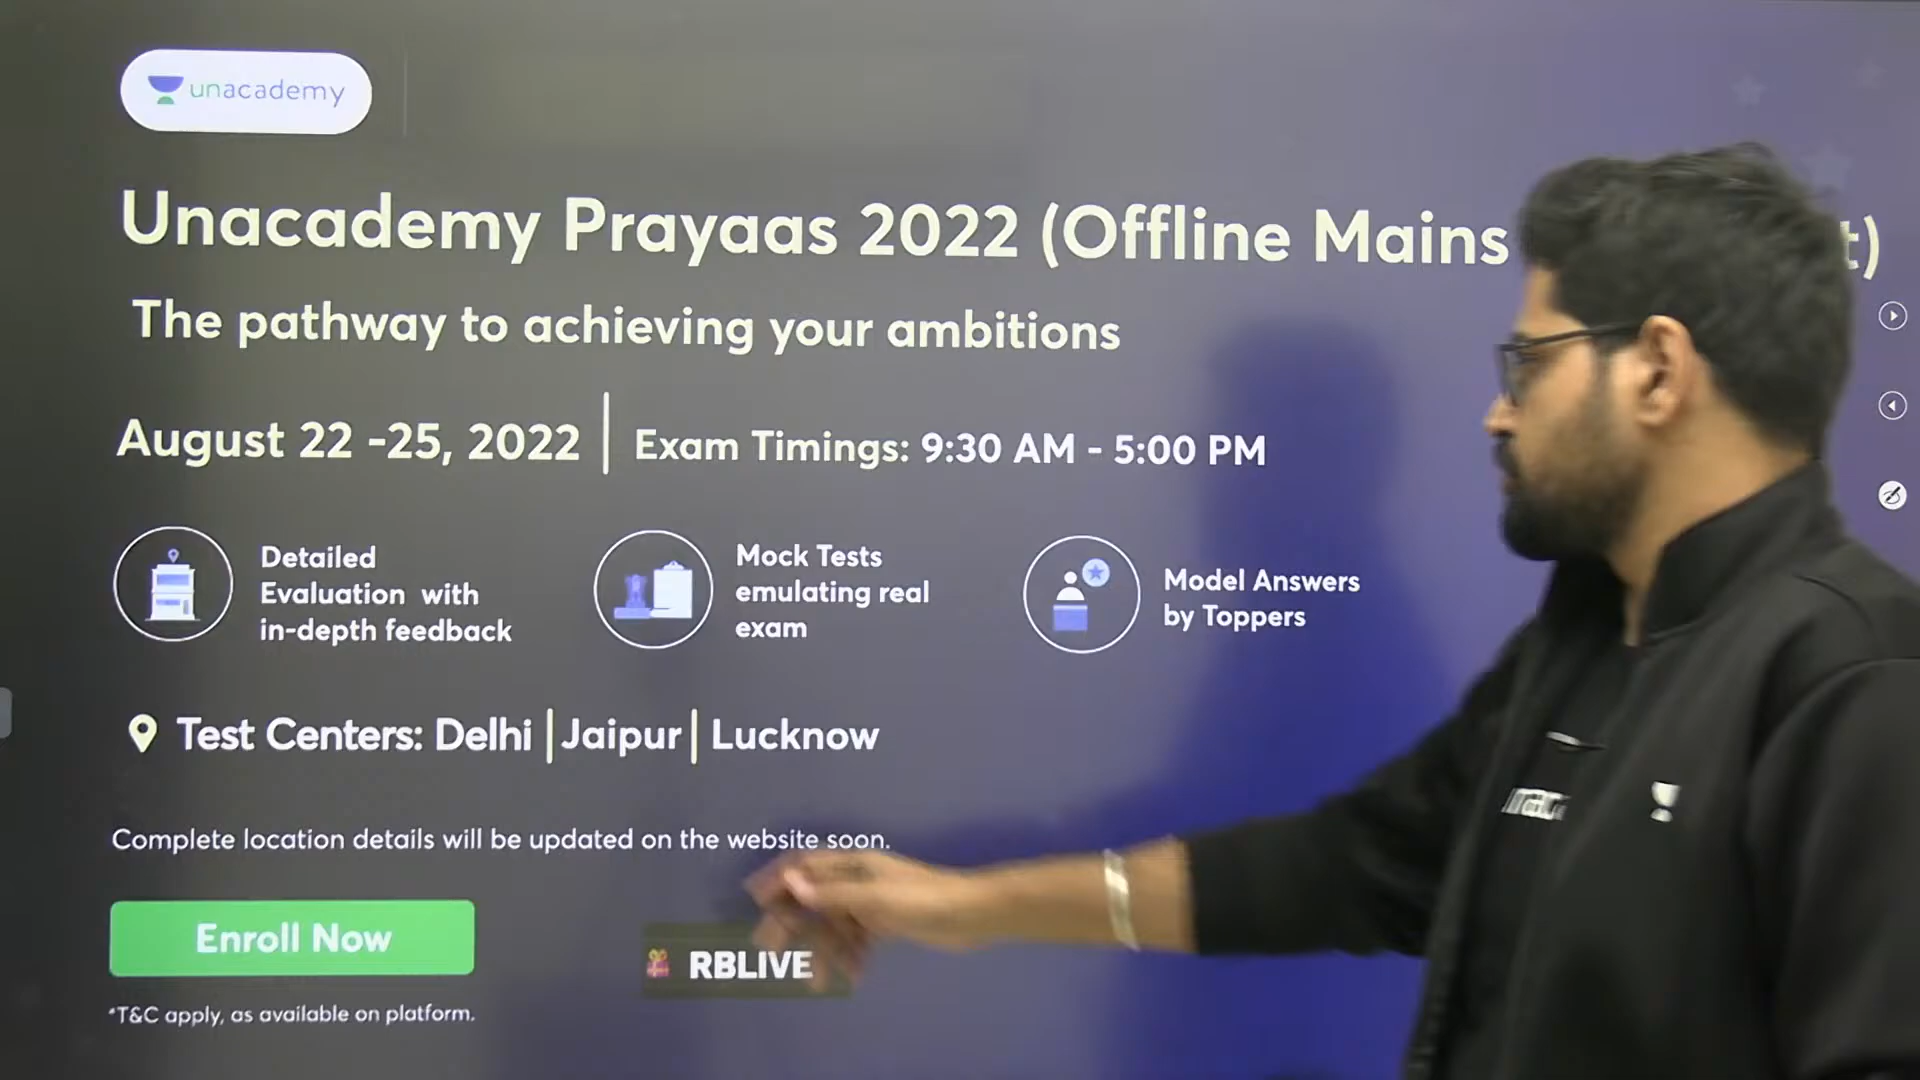 unacademy
Unacademy Prayaas 2022 (Offline Mains t)
The pathway to achieving your ambitions
August 22 -25, 2022
Exam Timings: 9:30 AM - 5:00 PM
Detailed
Evaluation with
in-depth feedback
Mock Tests
emulating real
exam
Model Answers
by Toppers
Test Centers: Delhi | Jaipur | Lucknow
Complete location details will be updated on the website soon.
Enroll Now
RBLIVE
*T&C apply, as available on platform.